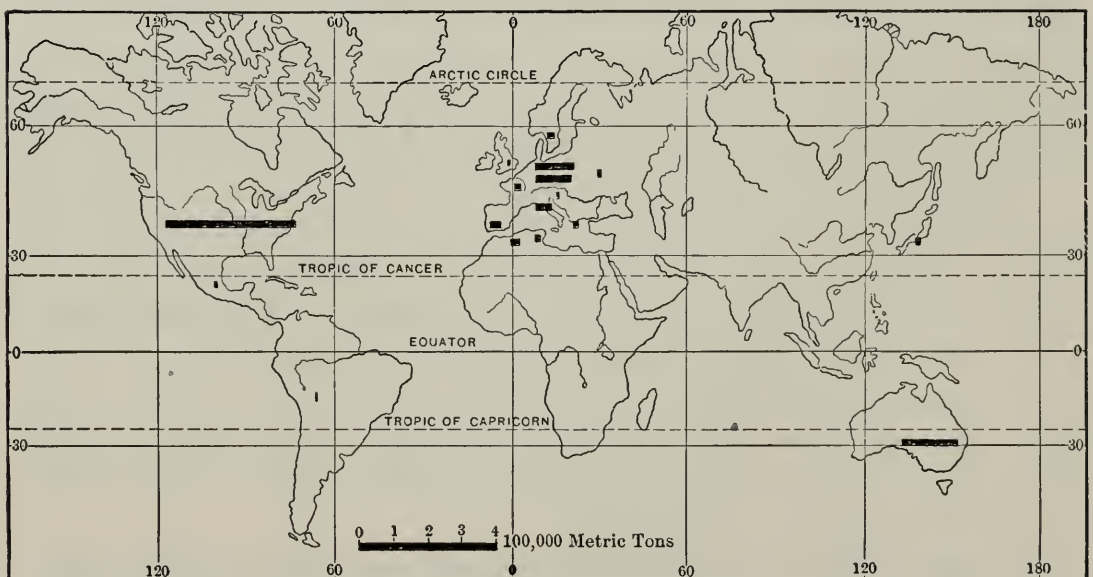 120 60 0 60 120 180
ARCTIC CIRCLE
60 60
30 30
TROPIC OF CANCER
EQUATOR
0 0
TROPIC OF CAPRICORN
30 30
0 1 2 3 4
100,000 Metric Tons
120 60 0 60 120 180